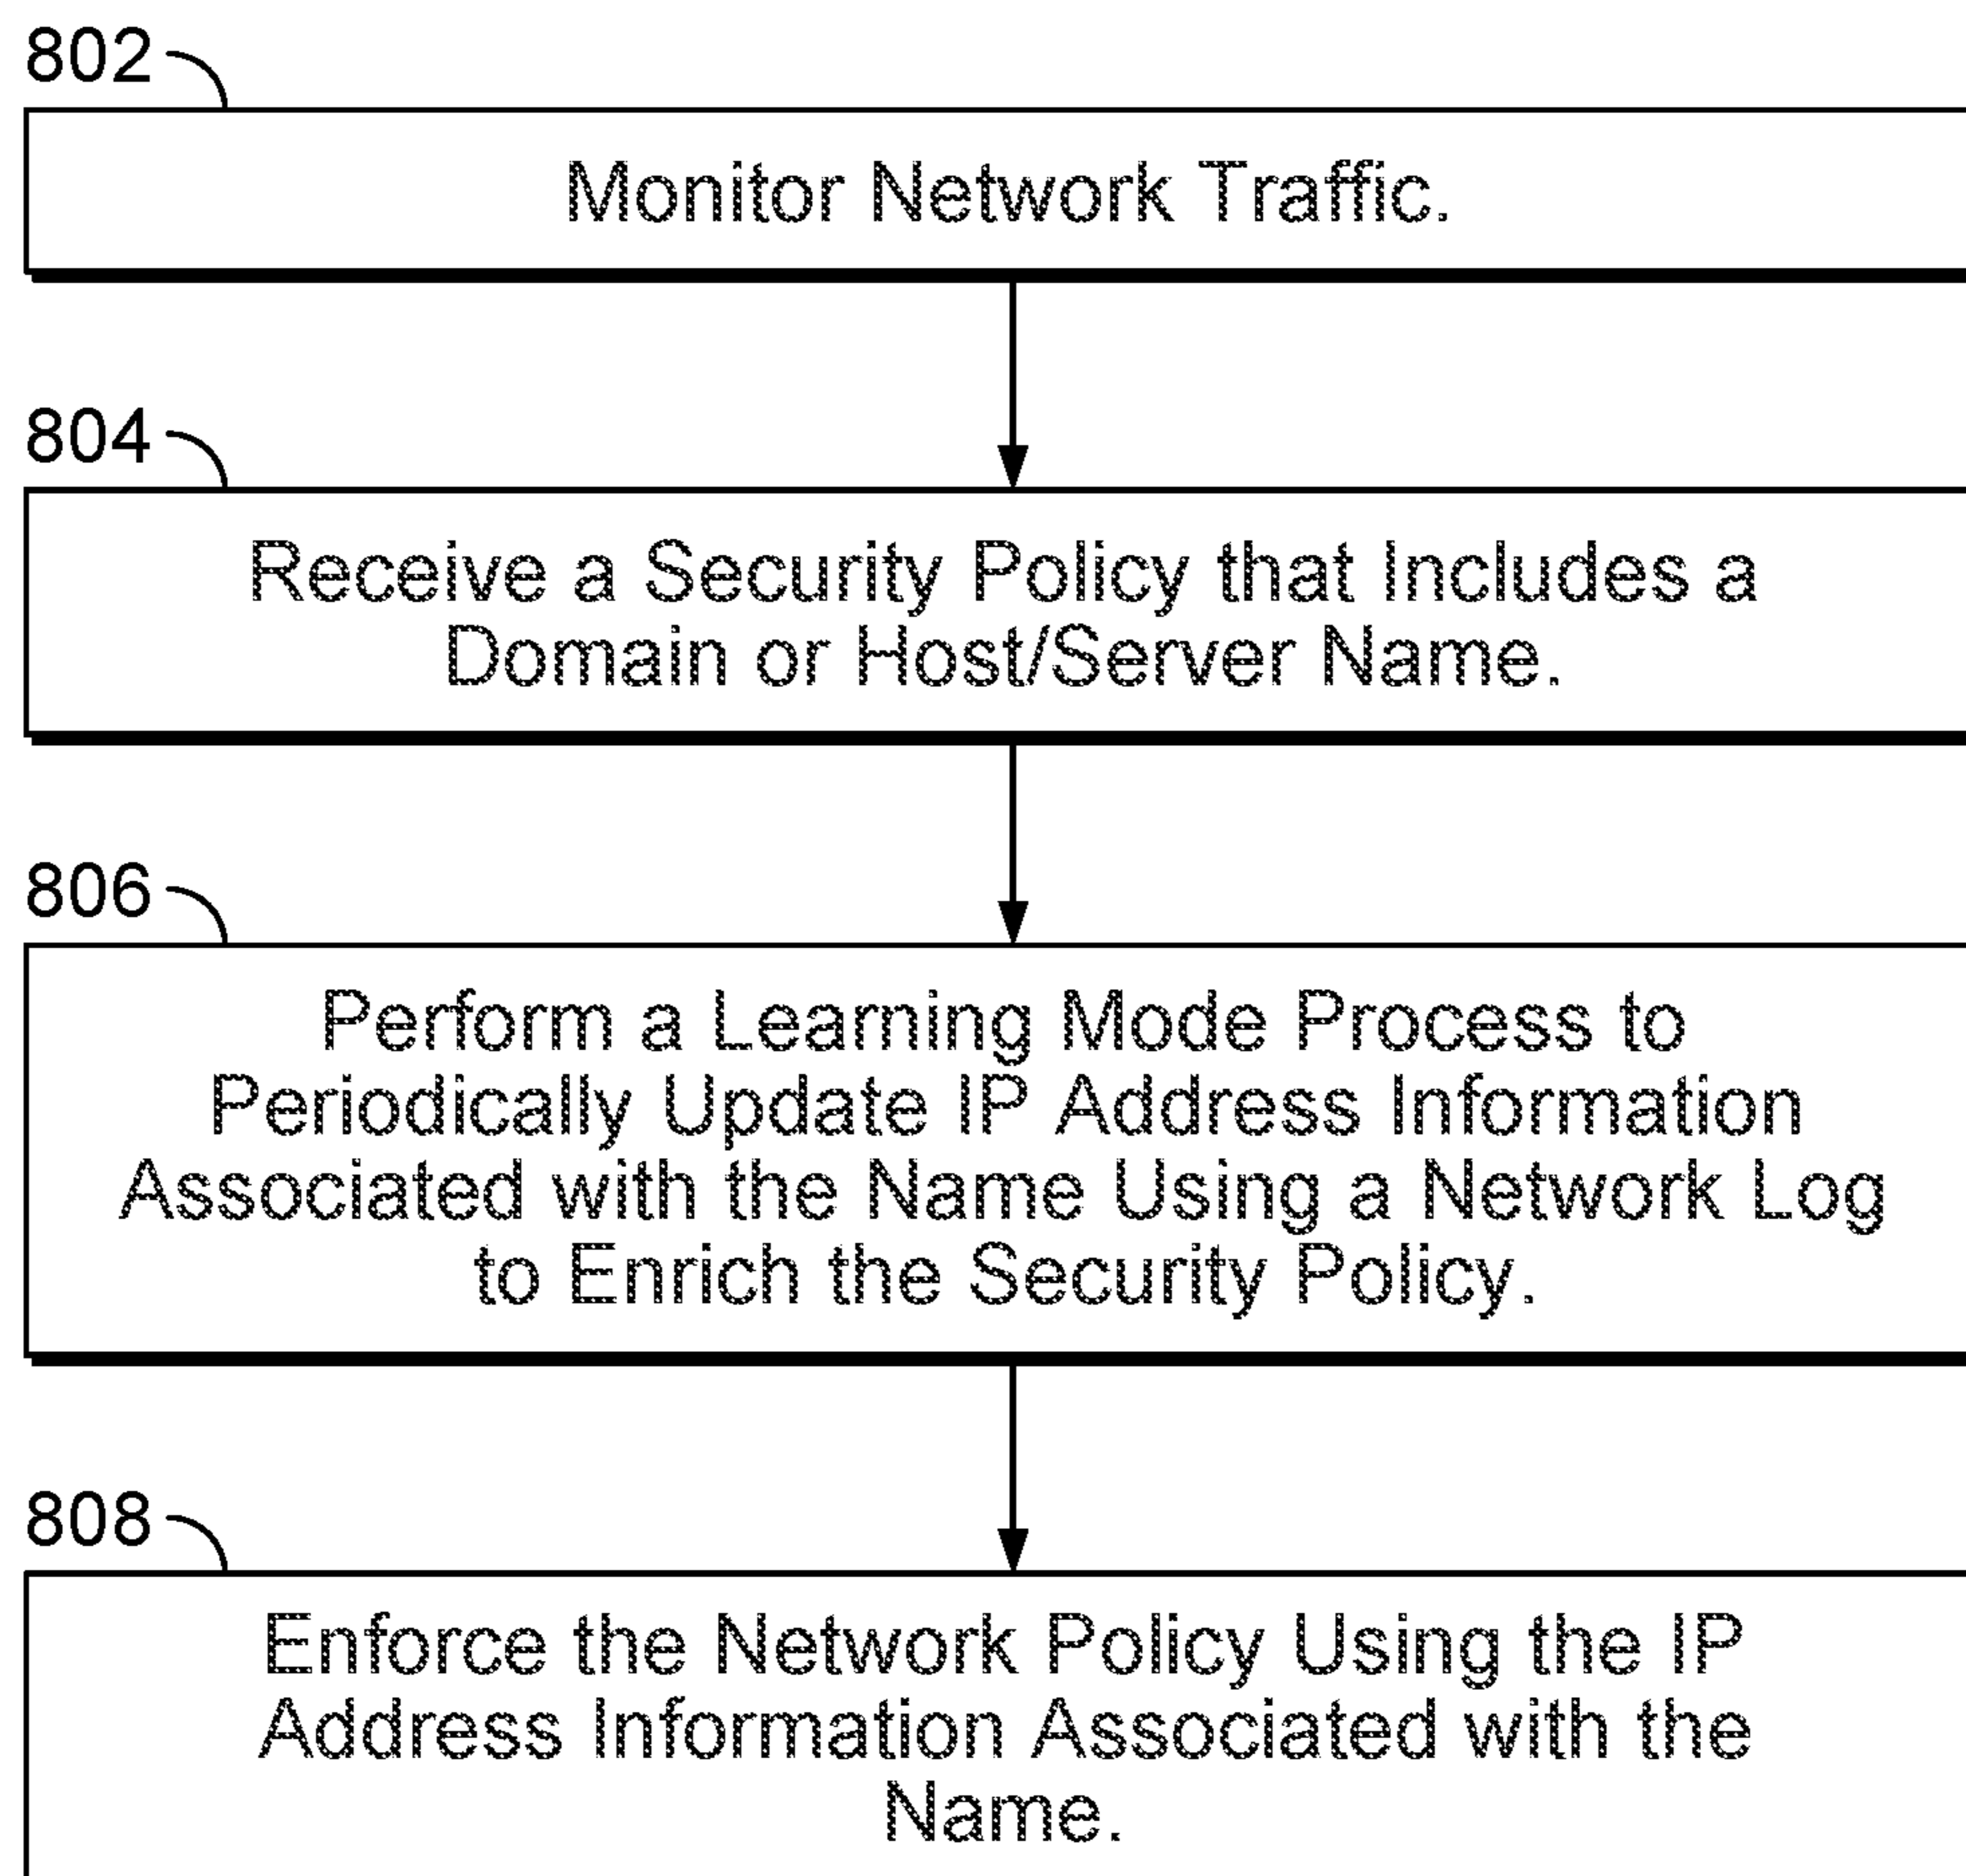 802
Monitor Network Traffic.
804
Receive a Security Policy that Includes a
Domain or Host/Server Name.
806
Perform a Learning Mode Process to
Periodically Update IP Address Information
Associated with the Name Using a Network Log
to Enrich the Security Policy.
808
Enforce the Network Policy Using the IP
Address Information Associated with the
Name.